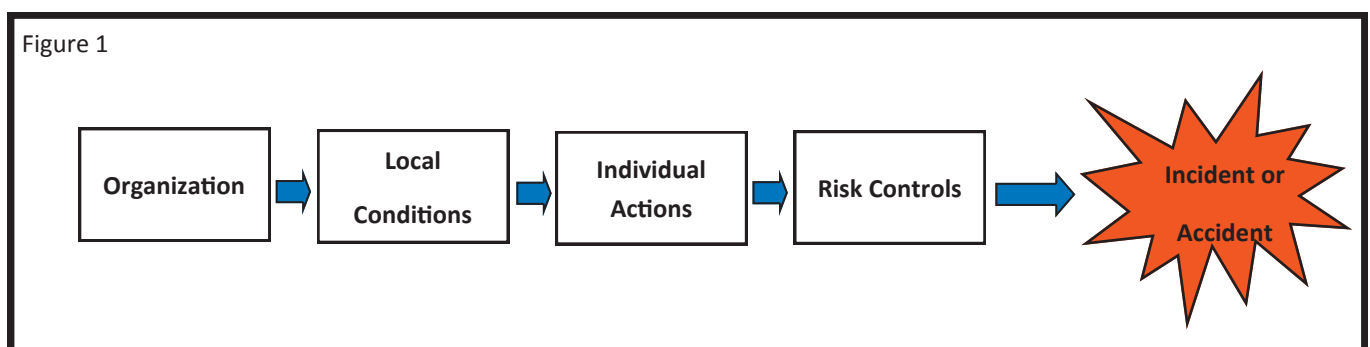 Figure 1
Organization
Local
Conditions
Individual
Actions
Risk Controls
Incident or
Accident